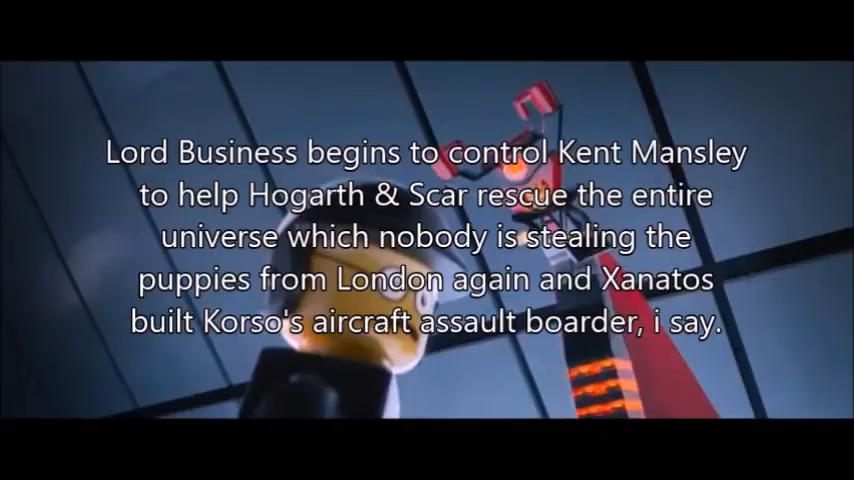 Lord Business begins to control Kent Mansley
to help Hogarth & Scar rescue the entire
universe which nobody is stealing the
puppies from London again and Xanatos
built Korso's aircraft assault boarder, i say.